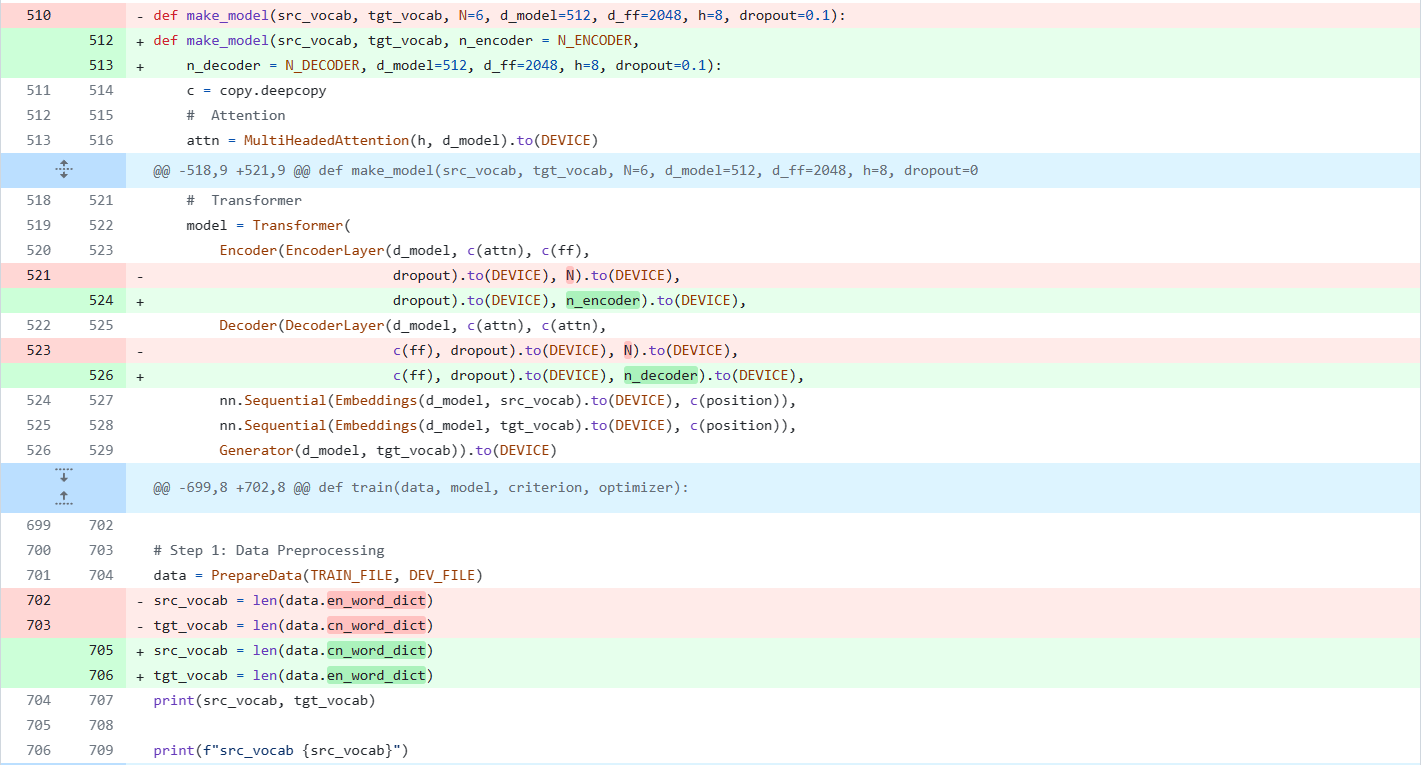 510 - def make_model(src_vocab, tgt_vocab, N=6, d_model=512, d_ff=2048, h=8, dropout=0.1):
512 + def make_model(src_vocab, tgt_vocab, n_encoder = N_ENCODER,
513 + n_decoder = N_DECODER, d_model=512, d_ff=2048, h=8, dropout=0.1):
511 514 c = copy.deepcopy
512 515 # Attention
513 516 attn = MultiHeadedAttention(h, d_model).to(DEVICE)
@@ -518,9 +521,9 @@ def make_model(src_vocab, tgt_vocab, N=6, d_model=512, d_ff=2048, h=8, dropout=0
518 521 # Transformer
519 522 model = Transformer(
520 523 Encoder(EncoderLayer(d_model, c(attn), c(ff),
521 - dropout).to(DEVICE), N).to(DEVICE),
524 + dropout).to(DEVICE), n_encoder).to(DEVICE),
522 525 Decoder(DecoderLayer(d_model, c(attn), c(attn),
523 - c(ff), dropout).to(DEVICE), N).to(DEVICE),
526 + c(ff), dropout).to(DEVICE), n_decoder).to(DEVICE),
524 527 nn.Sequential(Embeddings(d_model, src_vocab).to(DEVICE), c(position)),
525 528 nn.Sequential(Embeddings(d_model, tgt_vocab).to(DEVICE), c(position)),
526 529 Generator(d_model, tgt_vocab)).to(DEVICE)
@@ -699,8 +702,8 @@ def train(data, model, criterion, optimizer):
699 702
700 703 # Step 1: Data Preprocessing
701 704 data = PrepareData(TRAIN_FILE, DEV_FILE)
702 - src_vocab = len(data.en_word_dict)
703 - tgt_vocab = len(data.cn_word_dict)
705 + src_vocab = len(data.cn_word_dict)
706 + tgt_vocab = len(data.en_word_dict)
704 707 print(src_vocab, tgt_vocab)
705 708
706 709 print(f"src_vocab {src_vocab}")